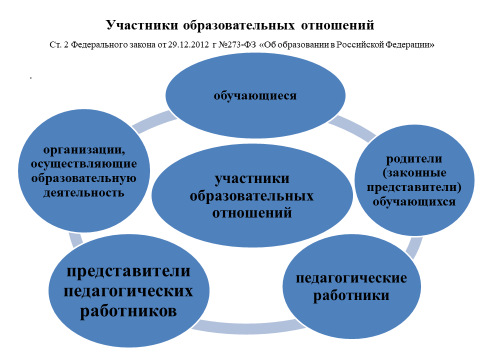 Участники образовательных отношений
Ст. 2 Федерального закона от 29.12.2012 г №273-ФЗ «Об образовании в Российской Федерации»
обучающиеся
организации,
осуществляющие
образовательную
деятельность
родители
(законные
представители)
обучающихся
участники
образовательных
отношений
представители
педагогических
работников
педагогические
работники